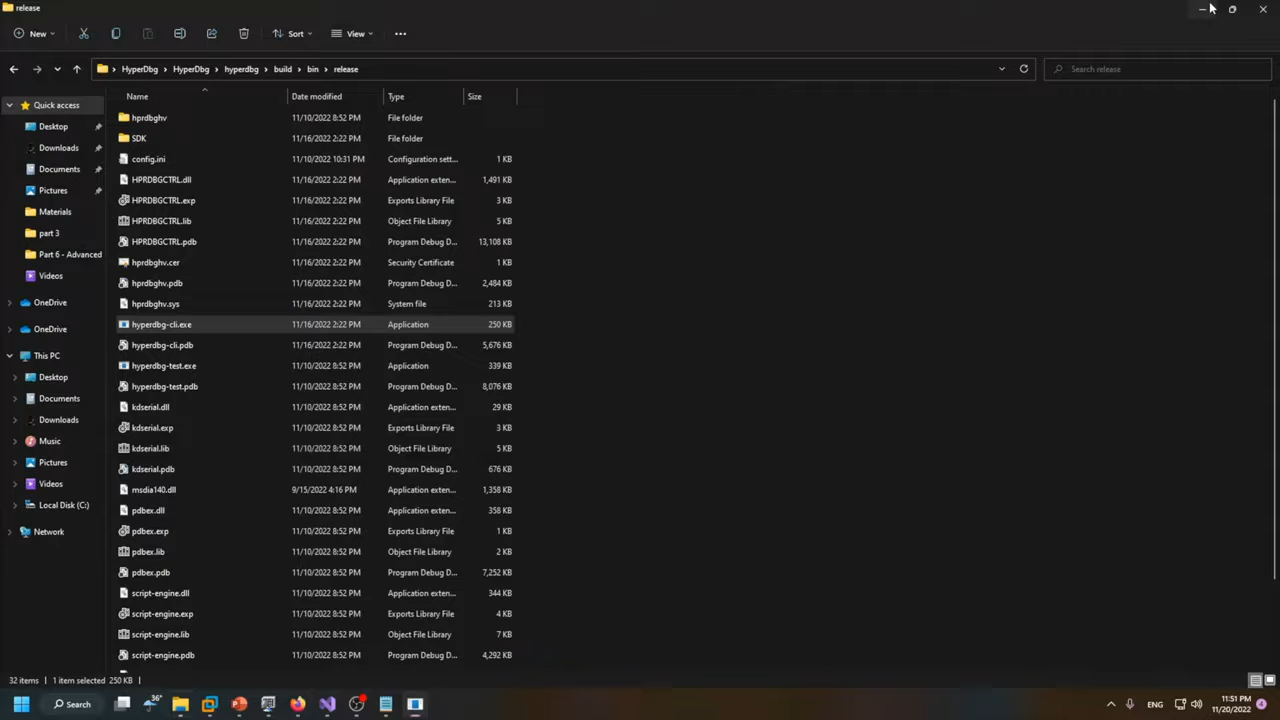 release
New
Sort
View
HyperDbg
HyperDbg
hyperdbg
build
bin
release
Search release
Quick access
Desktop
Downloads
Documents
Pictures
Materials
part 3
Part 6 - Advanced
Videos
OneDrive
OneDrive
This PC
Desktop
Documents
Downloads
Music
Pictures
Videos
Local Disk (C:)
Network
Name Date modified Type Size
hprdbghv 11/10/2022 8:52 PM File folder
SDK 11/16/2022 2:22 PM File folder
config.ini 11/10/2022 10:31 PM Configuration sett... 1 KB
HPRDBGCTRL.dll 11/16/2022 2:22 PM Application exten... 1,491 KB
HPRDBGCTRL.exp 11/16/2022 2:22 PM Exports Library File 3 KB
HPRDBGCTRL.lib 11/16/2022 2:22 PM Object File Library 5 KB
HPRDBGCTRL.pdb 11/16/2022 2:22 PM Program Debug D... 13,108 KB
hprdbghv.cer 11/16/2022 2:22 PM Security Certificate 1 KB
hprdbghv.pdb 11/16/2022 2:22 PM Program Debug D... 2,484 KB
hprdbghv.sys 11/16/2022 2:22 PM System file 213 KB
hyperdbg-cli.exe 11/16/2022 2:22 PM Application 250 KB
hyperdbg-cli.pdb 11/16/2022 2:22 PM Program Debug D... 5,676 KB
hyperdbg-test.exe 11/10/2022 8:52 PM Application 339 KB
hyperdbg-test.pdb 11/10/2022 8:52 PM Program Debug D... 8,076 KB
kdserial.dll 11/10/2022 8:52 PM Application exten... 29 KB
kdserial.exp 11/10/2022 8:52 PM Exports Library File 3 KB
kdserial.lib 11/10/2022 8:52 PM Object File Library 5 KB
kdserial.pdb 11/10/2022 8:52 PM Program Debug D... 676 KB
msdia140.dll 9/15/2022 4:16 PM Application exten... 1,358 KB
pdbex.dll 11/10/2022 8:52 PM Application exten... 358 KB
pdbex.exp 11/10/2022 8:52 PM Exports Library File 1 KB
pdbex.lib 11/10/2022 8:52 PM Object File Library 2 KB
pdbex.pdb 11/10/2022 8:52 PM Program Debug D... 7,252 KB
script-engine.dll 11/10/2022 8:52 PM Application exten... 344 KB
script-engine.exp 11/10/2022 8:52 PM Exports Library File 4 KB
script-engine.lib 11/10/2022 8:52 PM Object File Library 7 KB
script-engine.pdb 11/10/2022 8:52 PM Program Debug D... 4,292 KB
32 items 1 item selected 250 KB
Search
36°
ENG
11:51 PM
11/20/2022
4